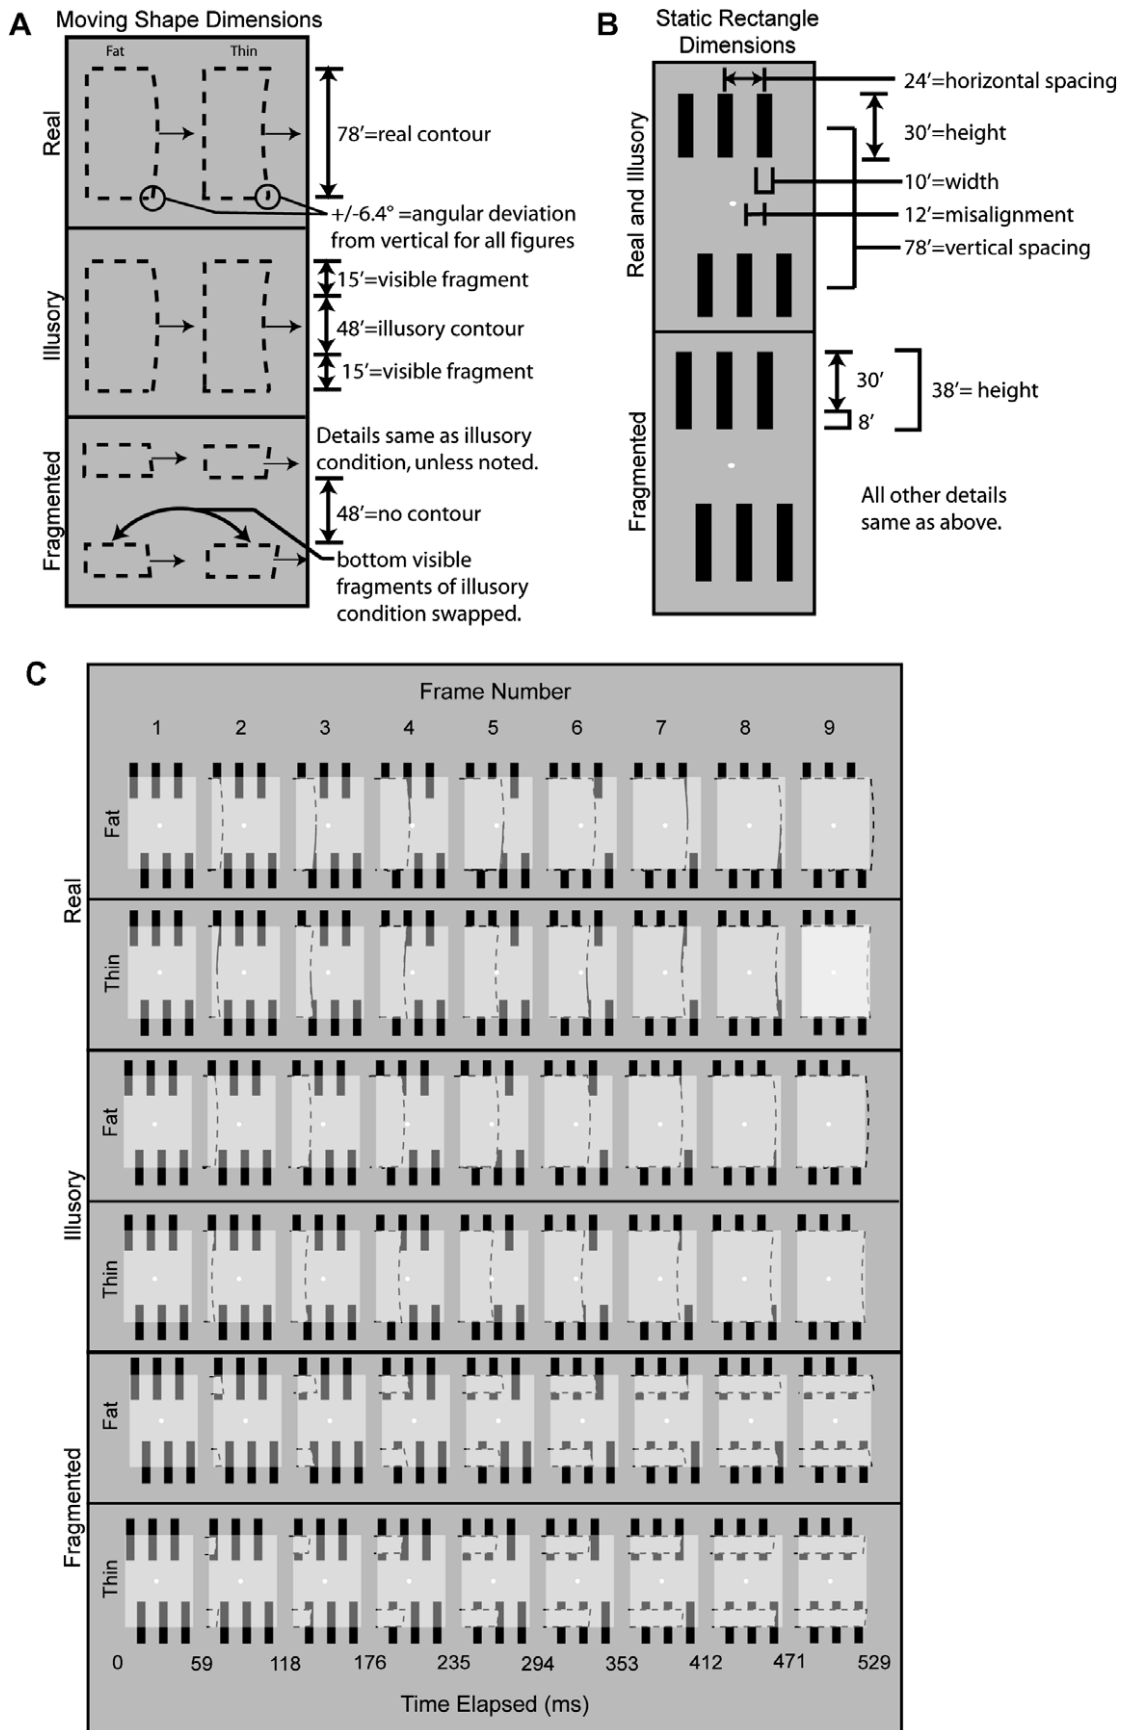 A
Moving Shape Dimensions
Fat
Thin
Real
78′=real contour
+/-6.4° =angular deviation
from vertical for all figures
Illusory
15′=visible fragment
48′=illusory contour
15′=visible fragment
Fragmented
Details same as illusory
condition, unless noted.
48′=no contour
bottom visible
fragments of illusory
condition swapped.
B
Static Rectangle
Dimensions
Real and Illusory
24′=horizontal spacing
30′=height
10′=width
12′=misalignment
78′=vertical spacing
Fragmented
30′
8′
38′= height
All other details
same as above.
C
Frame Number
1 2 3 4 5 6 7 8 9
Real
Fat
Thin
Illusory
Fat
Thin
Fragmented
Fat
Thin
0 59 118 176 235 294 353 412 471 529
Time Elapsed (ms)